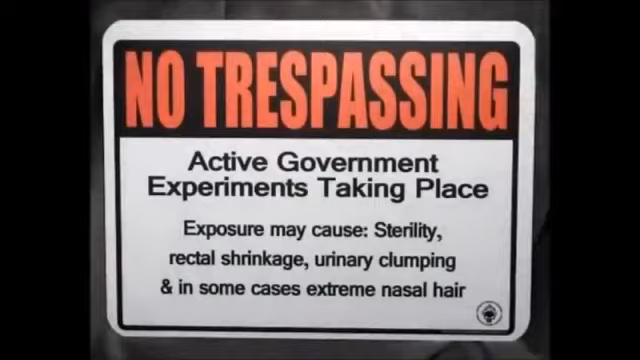 NO TRESPASSING
Active Government
Experiments Taking Place
Exposure may cause: Sterility,
rectal shrinkage, urinary clumping
& in some cases extreme nasal hair